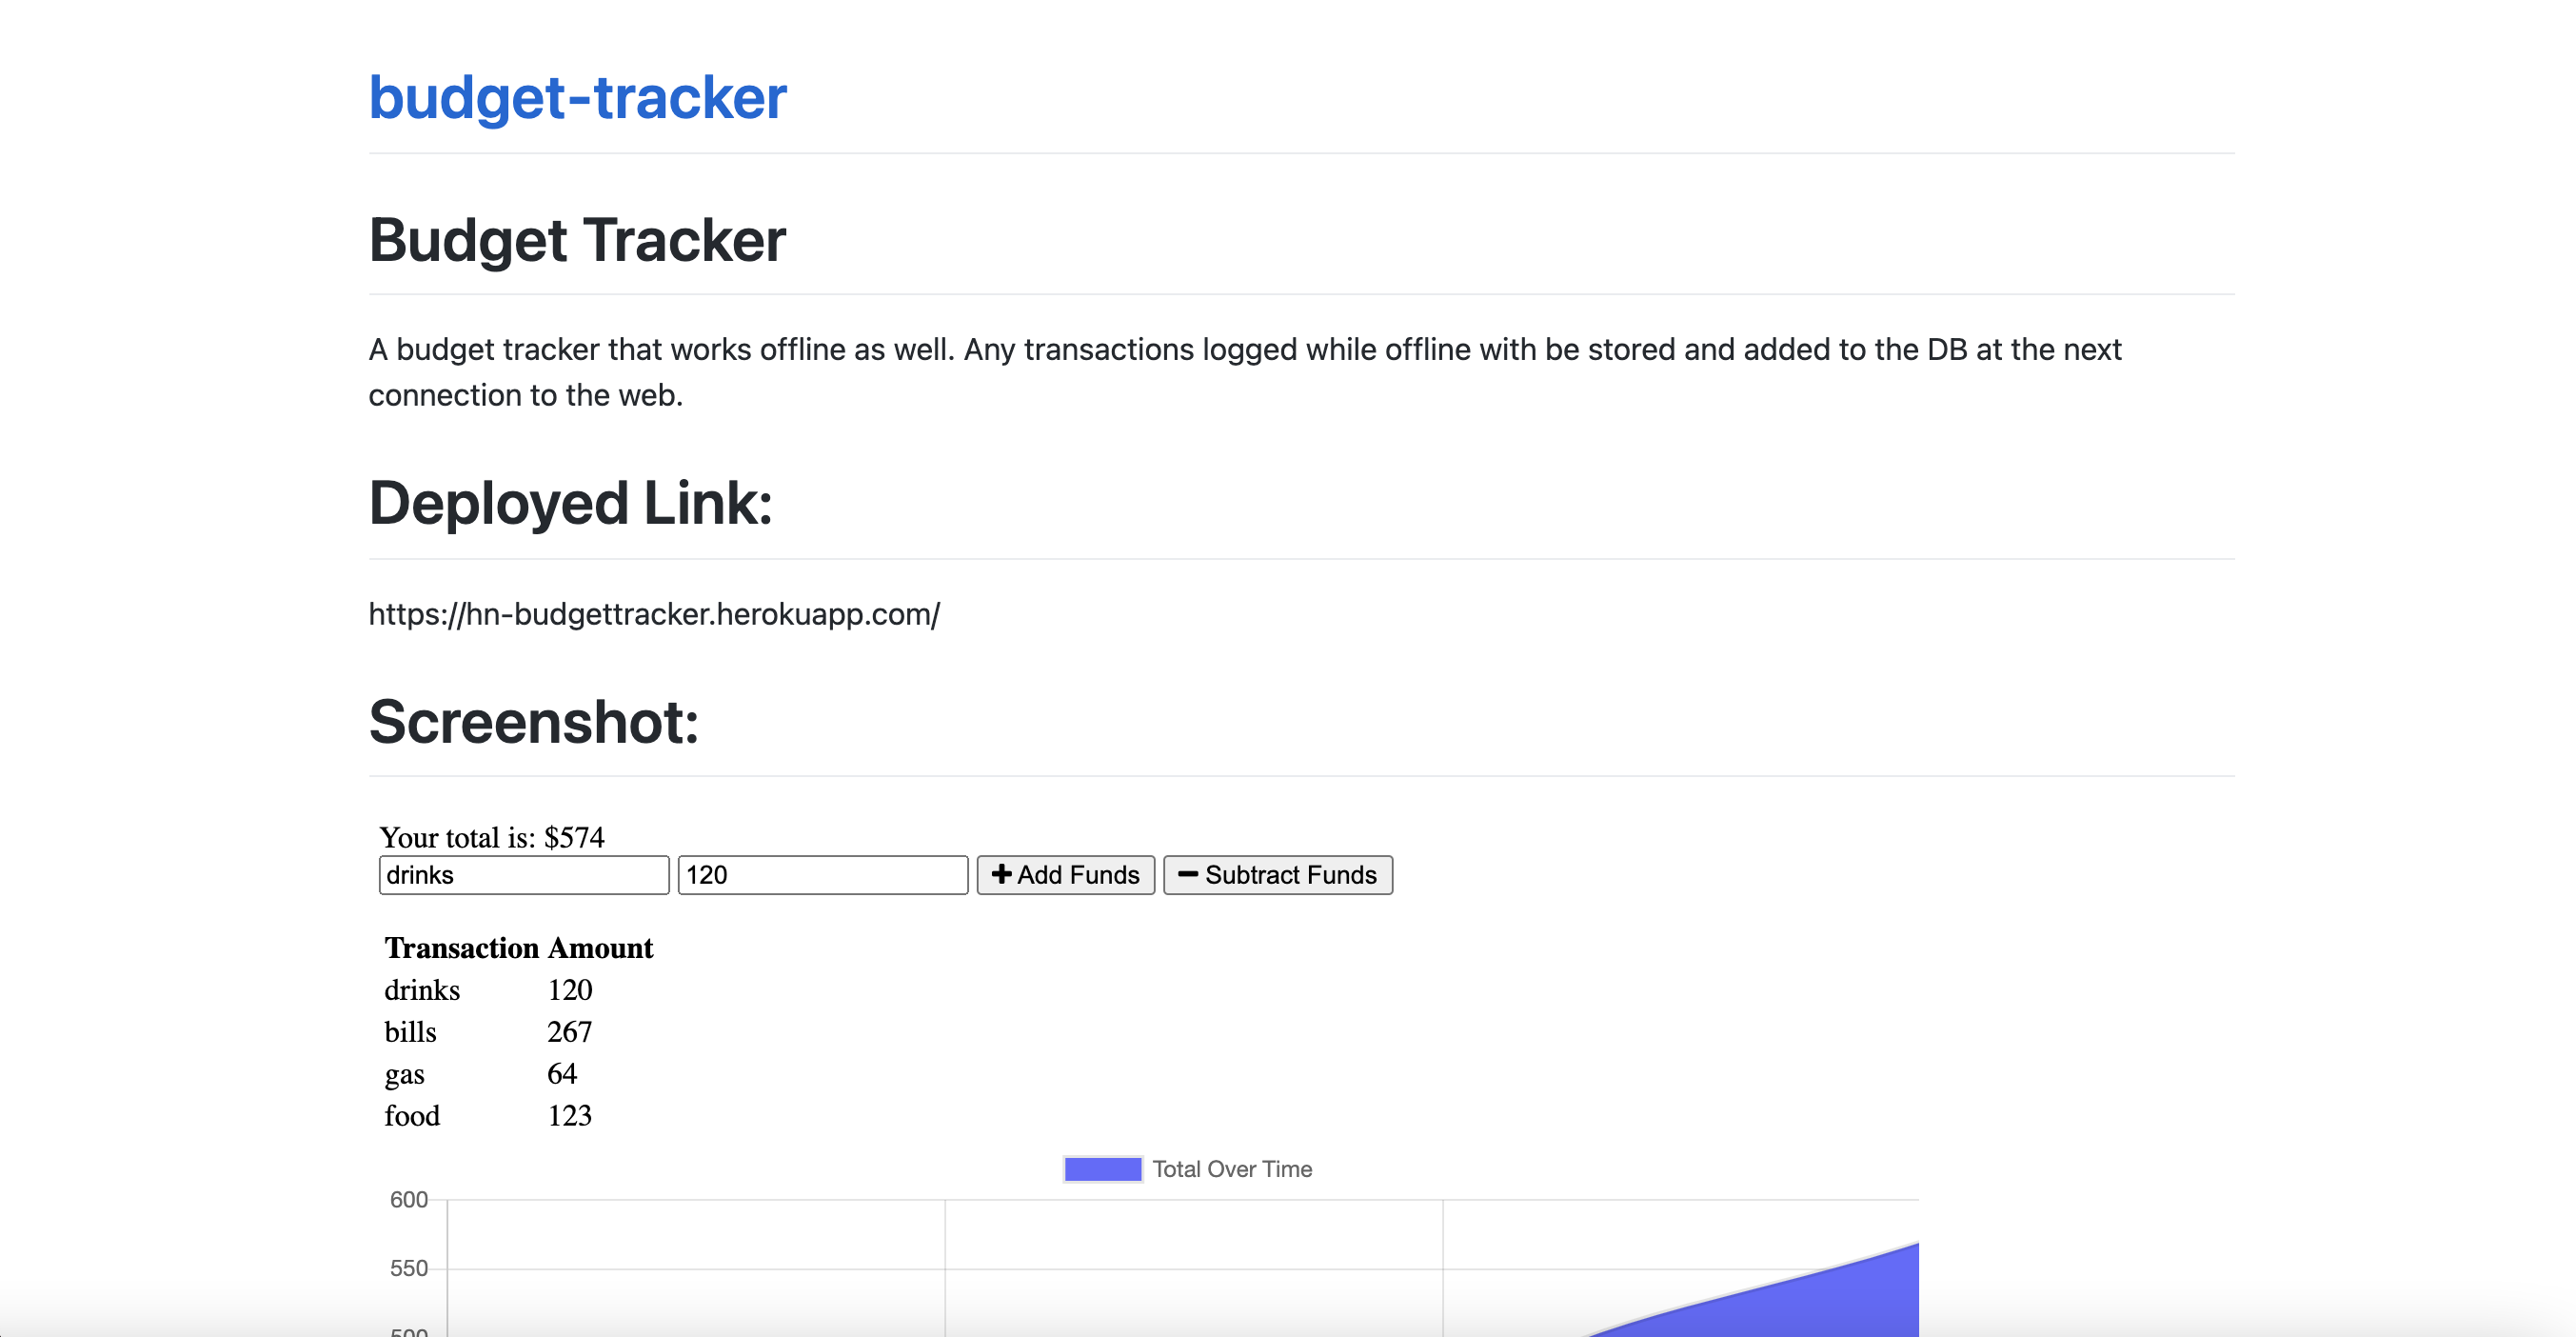 budget-tracker
Budget Tracker
A budget tracker that works offline as well. Any transactions logged while offline with be stored and added to the DB at the next
connection to the web.
Deployed Link:
https://hn-budgettracker.herokuapp.com/
Screenshot:
Your total is: $574
drinks 120 Add Funds Subtract Funds
Transaction Amount
drinks 120
bills 267
gas 64
food 123
Total Over Time
600
550
500